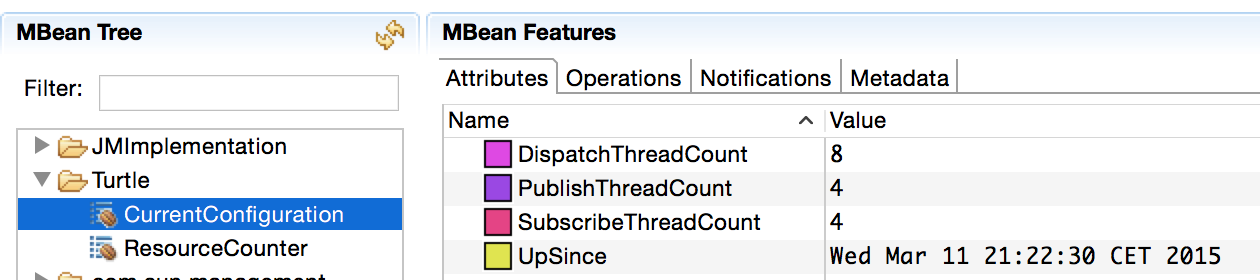 MBean Tree
Filter:
JMImplementation
Turtle
CurrentConfiguration
ResourceCounter
MBean Features
Attributes Operations Notifications Metadata
Name Value
DispatchThreadCount 8
PublishThreadCount 4
SubscribeThreadCount 4
UpSince Wed Mar 11 21:22:30 CET 2015